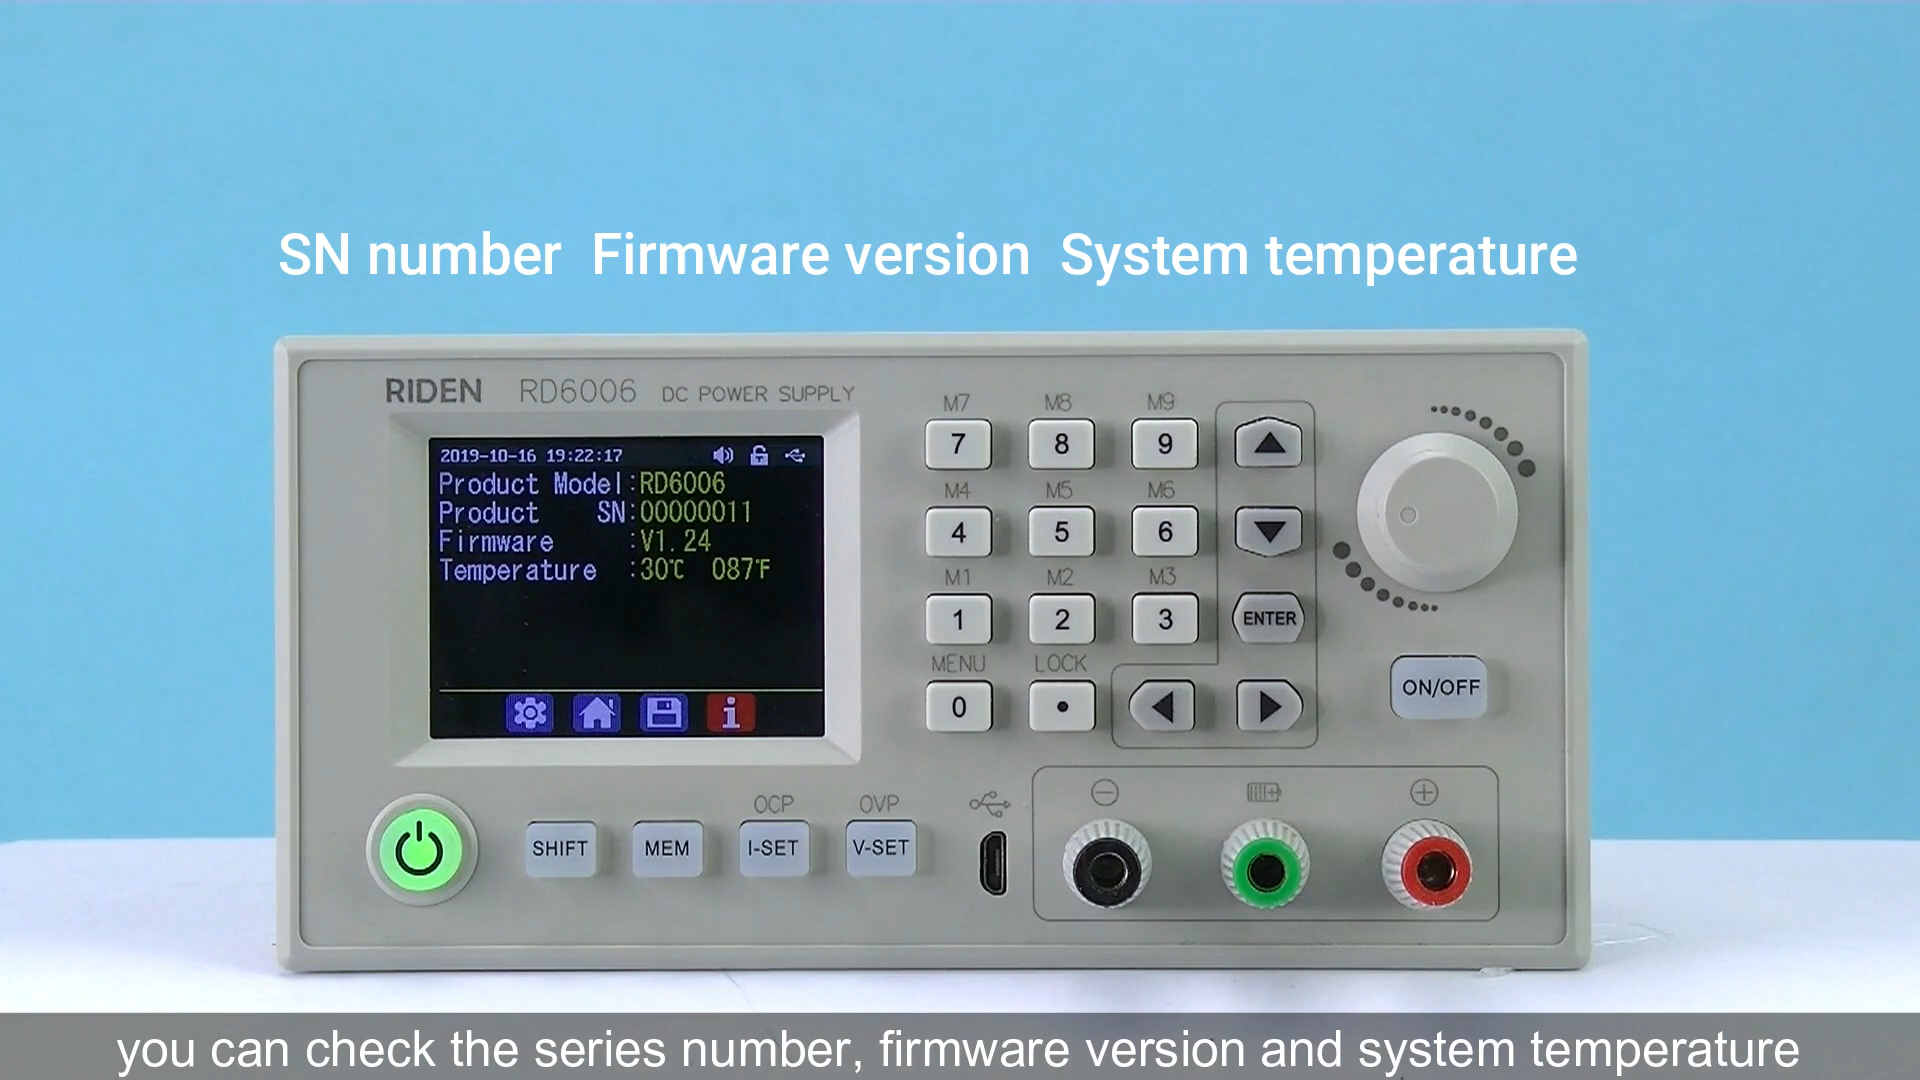 SN number Firmware version System temperature
RIDEN RD6006 DC POWER SUPPLY
2019-10-16 19:22:17
Product Model:RD6006
Product SN:00000011
Firmware :V1.24
Temperature :30℃ 087℉
M7 M8 M9
7 8 9
M4 M5 M6
4 5 6
M1 M2 M3
1 2 3
ENTER
MENU LOCK
0 •
ON/OFF
OCP OVP
SHIFT MEM I-SET V-SET
you can check the series number, firmware version and system temperature